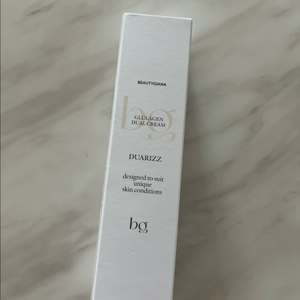 BEAUTYGIANA
bg
GLULAGEN
DUAL CREAM
DUARIZZ
designed to suit
unique
skin conditions
bg